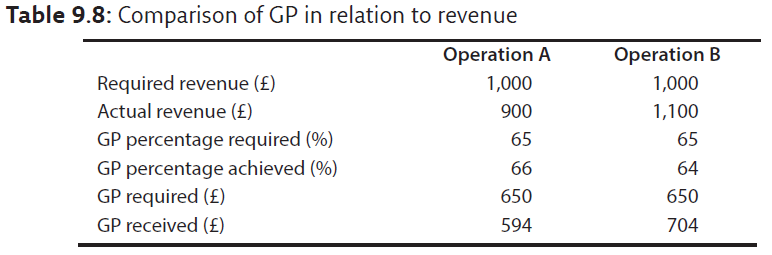 Table 9.8: Comparison of GP in relation to revenue
Operation A Operation B
Required revenue (£) 1,000 1,000
Actual revenue (£) 900 1,100
GP percentage required (%) 65 65
GP percentage achieved (%) 66 64
GP required (£) 650 650
GP received (£) 594 704